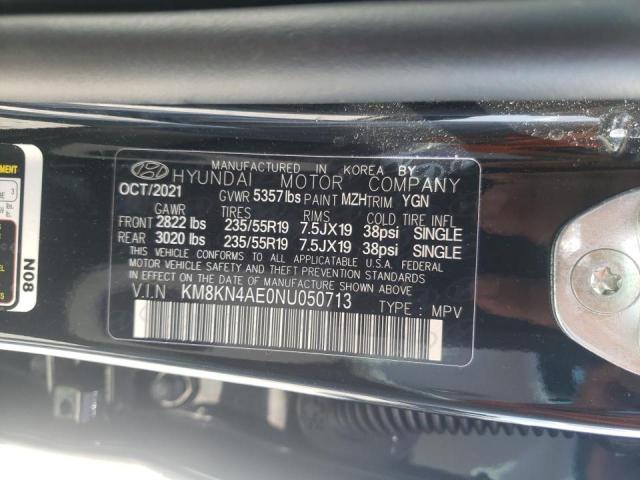 MANUFACTURED IN KOREA BY
HYUNDAI MOTOR COMPANY
OCT/2021 GVWR 5357lbs PAINT MZH TRIM YGN
GAWR TIRES RIMS COLD TIRE INFL
FRONT 2822 lbs 235/55R19 7.5JX19 38psi SINGLE
REAR 3020 lbs 235/55R19 7.5JX19 38psi SINGLE
THIS VEHICLE CONFORMS TO ALL APPLICABLE U.S.A FEDERAL
MOTOR VEHICLE SAFETY AND THEFT PREVENTION STANDARDS
IN EFFECT ON THE DATE OF MANUFACTURE SHOWN ABOVE.
V.I.N KM8KN4AE0NU050713
TYPE : MPV
N08
3
lbs.